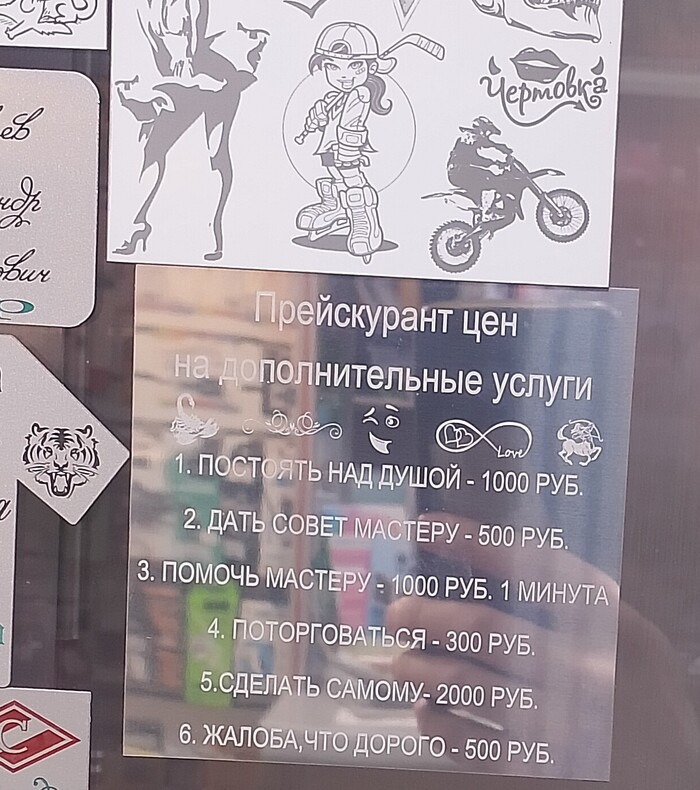 Чертовка
Прейскурант цен
на дополнительные услуги
Love
1. ПОСТОЯТЬ НАД ДУШОЙ - 1000 РУБ.
2. ДАТЬ СОВЕТ МАСТЕРУ - 500 РУБ.
3. ПОМОЧЬ МАСТЕРУ - 1000 РУБ. 1 МИНУТА
4. ПОТОРГОВАТЬСЯ - 300 РУБ.
5.СДЕЛАТЬ САМОМУ- 2000 РУБ.
6. ЖАЛОБА,ЧТО ДОРОГО - 500 РУБ.